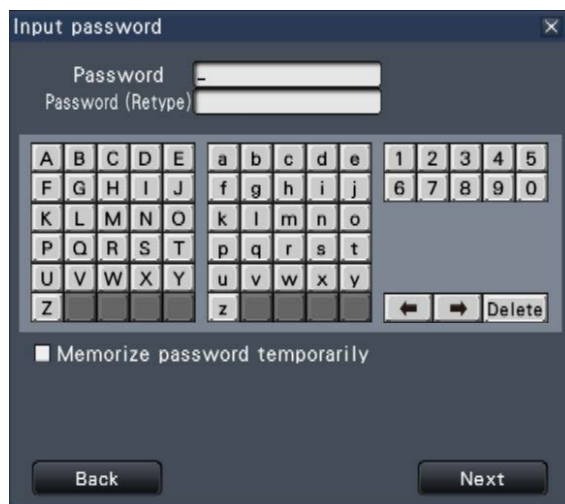 Input password ×
Password _
Password (Retype)
A B C D E a b c d e 1 2 3 4 5
F G H I J f g h i j 6 7 8 9 0
K L M N O k l m n o
P Q R S T p q r s t
U V W X Y u v w x y
Z z ← → Delete
Memorize password temporarily
Back Next